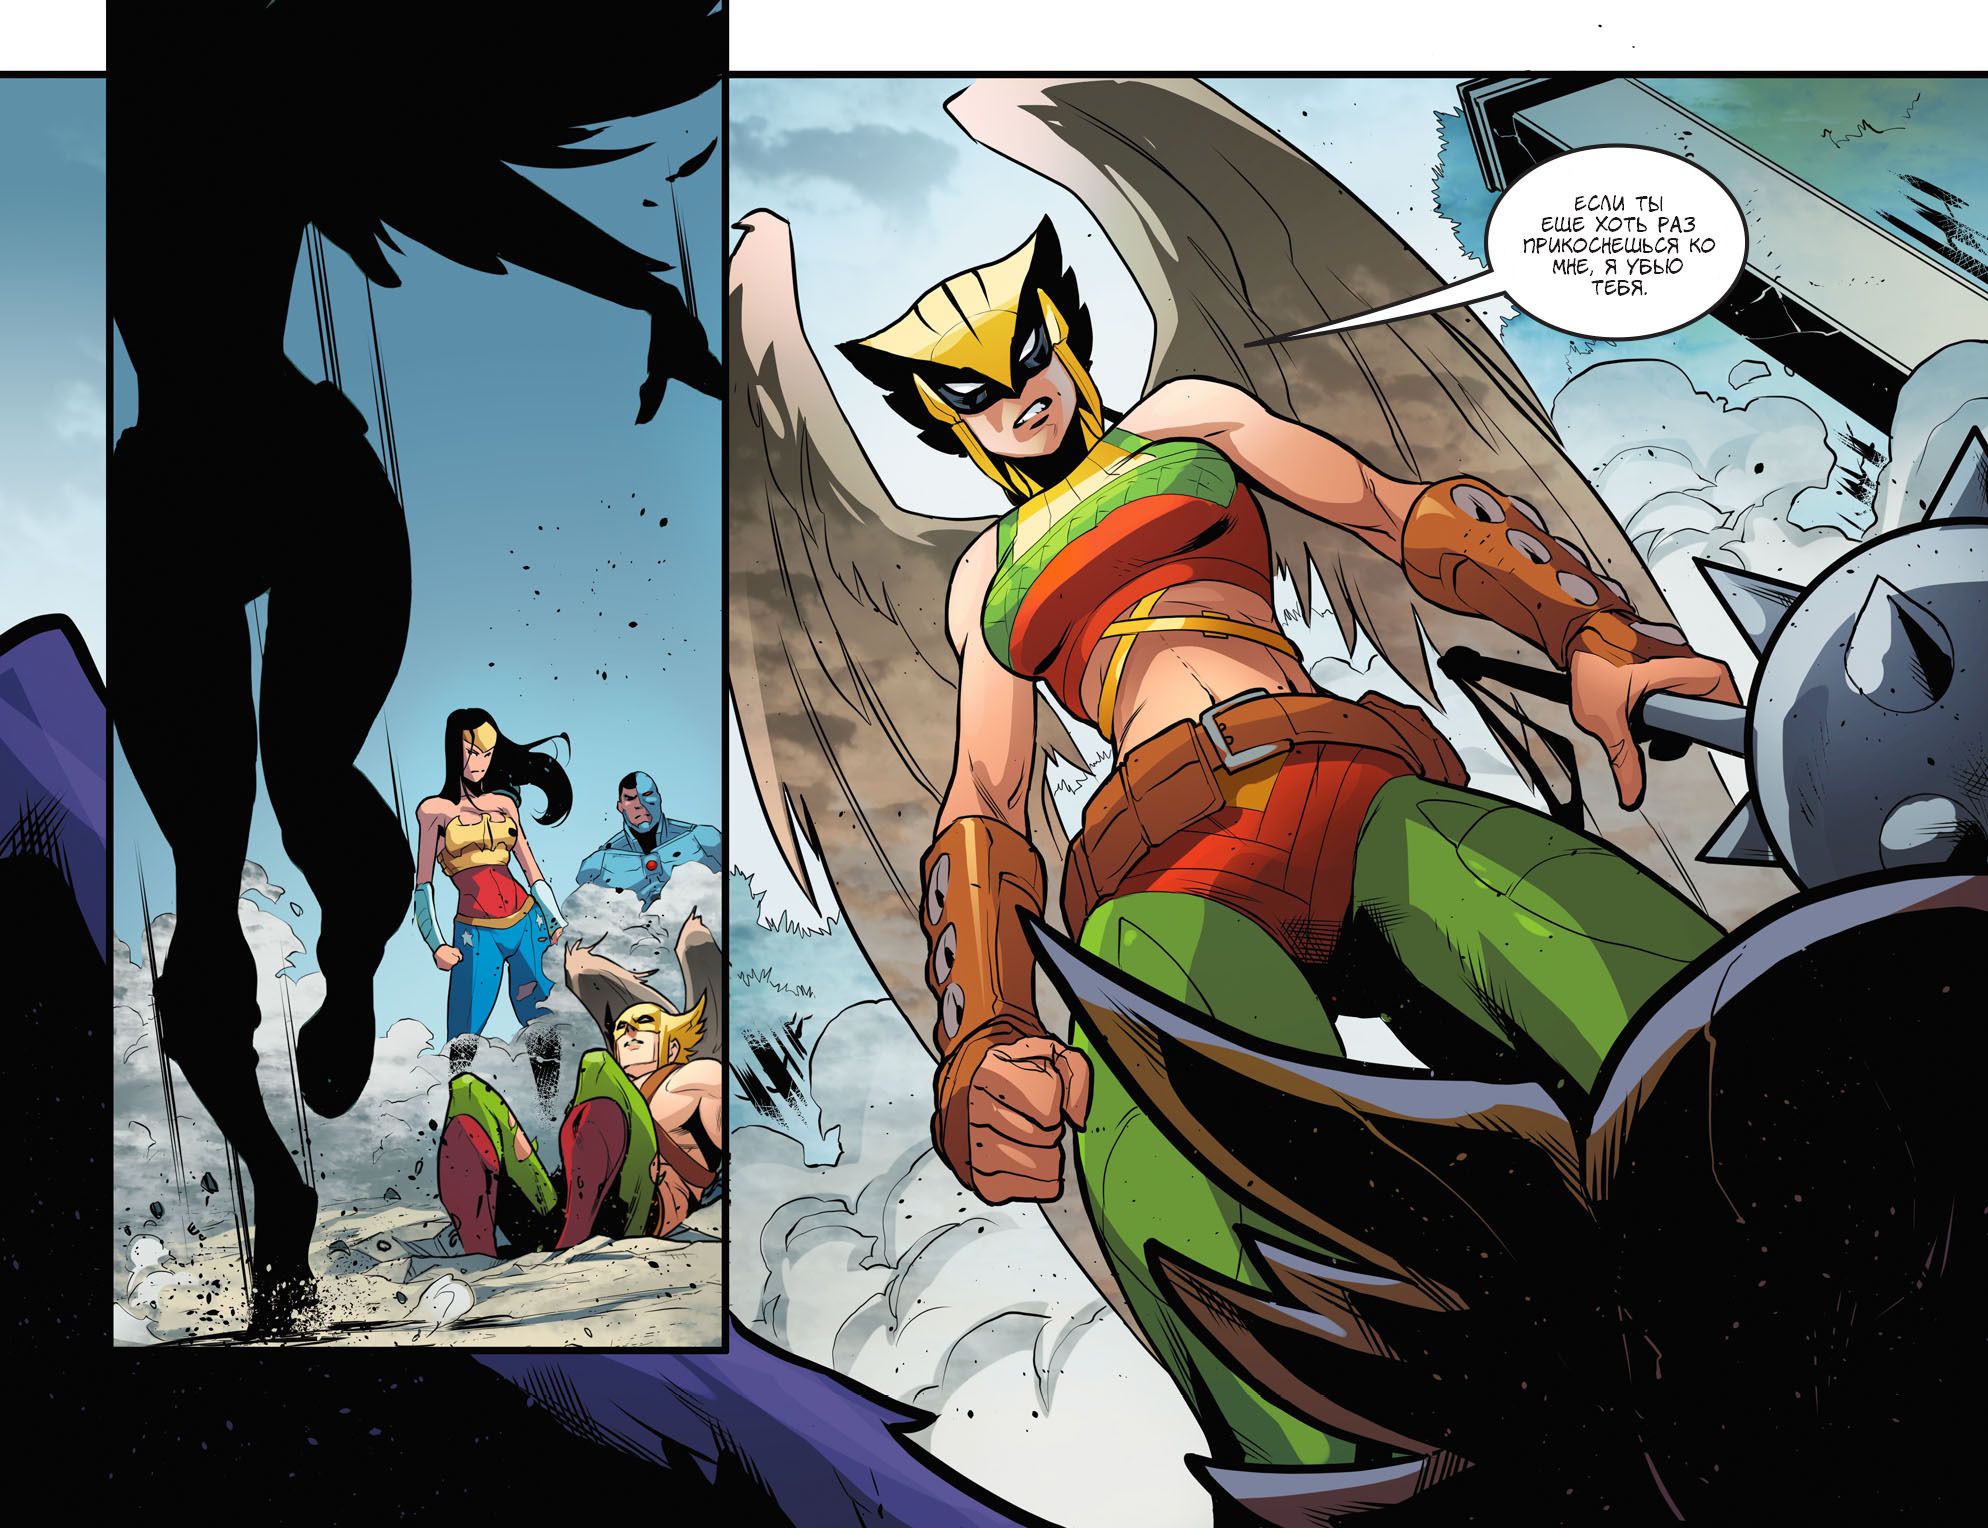 ЕСЛИ ТЫ
ЕЩЕ ХОТЬ РАЗ
ПРИКОСНЕШЬСЯ КО
МНЕ, Я УБЬЮ
ТЕБЯ.